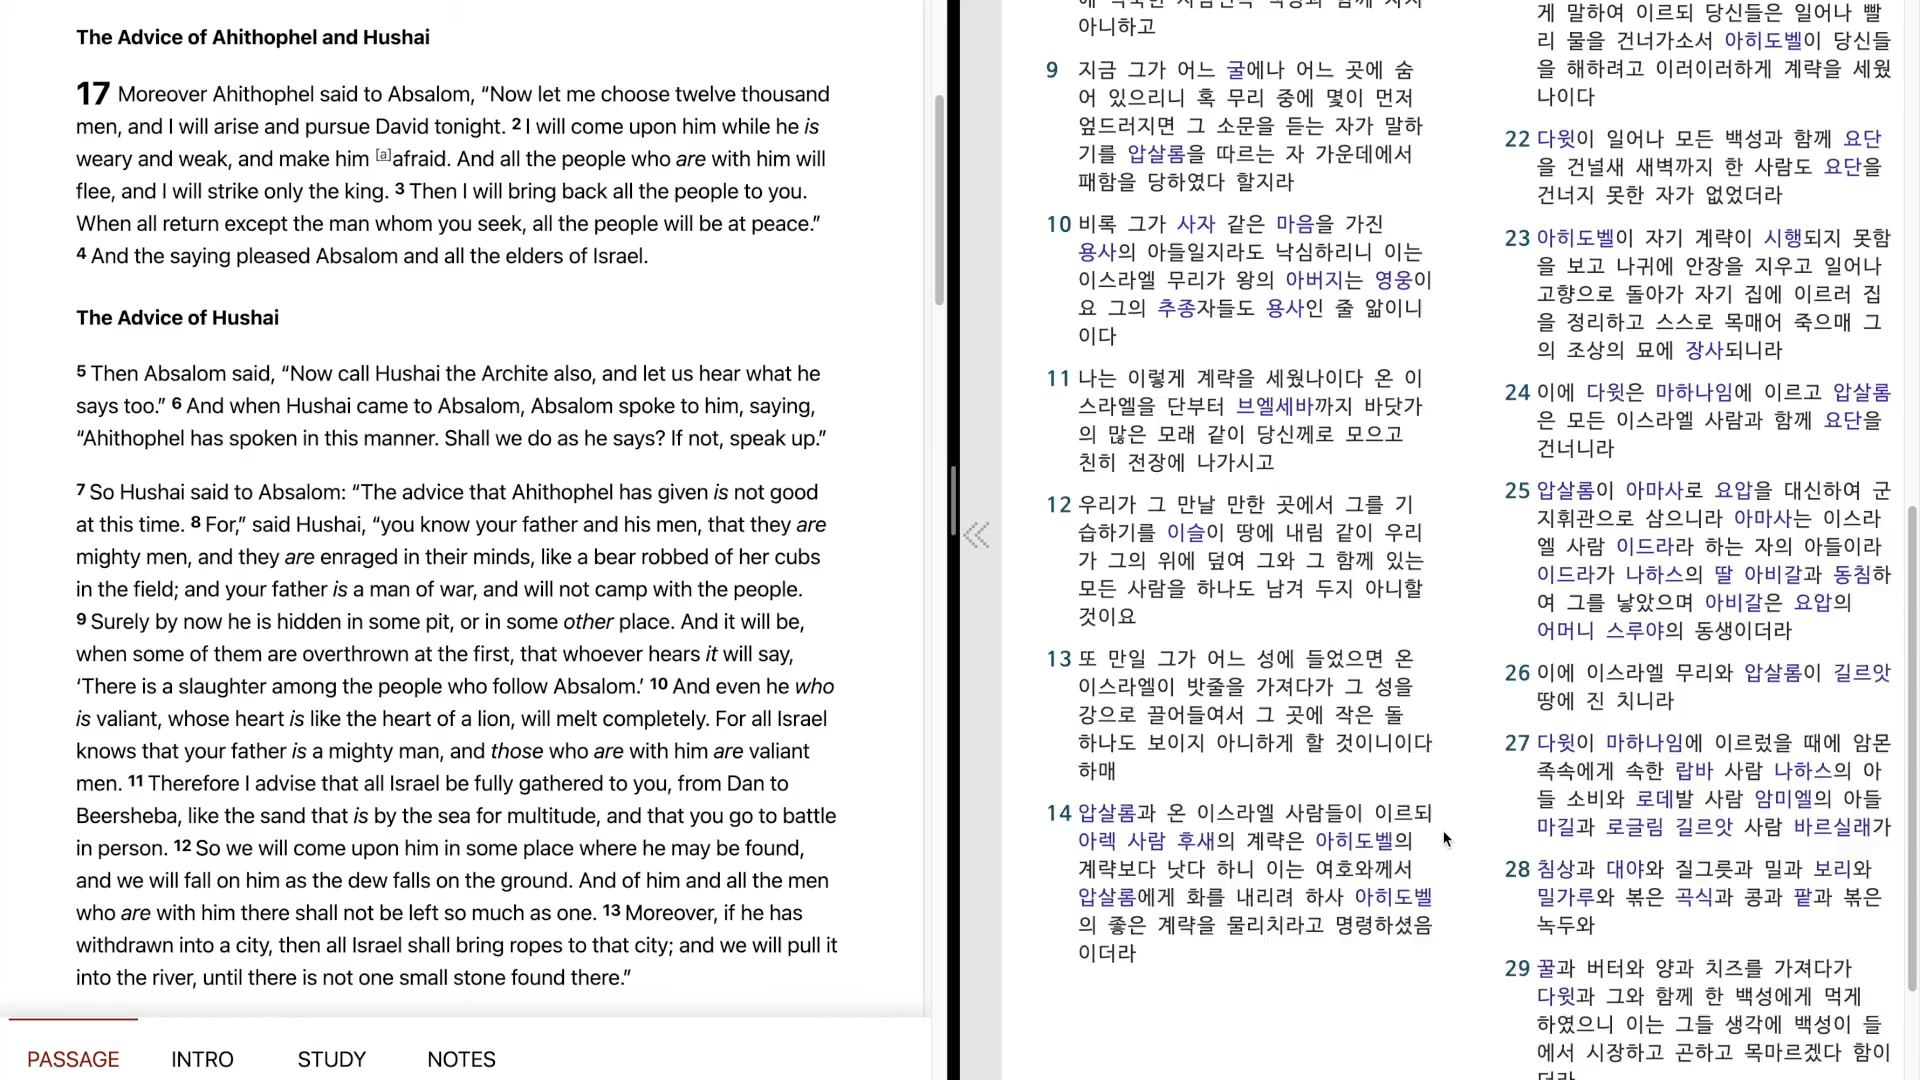 The Advice of Ahithophel and Hushai
17 Moreover Ahithophel said to Absalom, “Now let me choose twelve thousand
men, and I will arise and pursue David tonight. 2 I will come upon him while he is
weary and weak, and make him [a]afraid. And all the people who are with him will
flee, and I will strike only the king. 3 Then I will bring back all the people to you.
When all return except the man whom you seek, all the people will be at peace.”
4 And the saying pleased Absalom and all the elders of Israel.
The Advice of Hushai
5 Then Absalom said, “Now call Hushai the Archite also, and let us hear what he
says too.” 6 And when Hushai came to Absalom, Absalom spoke to him, saying,
“Ahithophel has spoken in this manner. Shall we do as he says? If not, speak up.”
7 So Hushai said to Absalom: “The advice that Ahithophel has given is not good
at this time. 8 For,” said Hushai, “you know your father and his men, that they are
mighty men, and they are enraged in their minds, like a bear robbed of her cubs
in the field; and your father is a man of war, and will not camp with the people.
9 Surely by now he is hidden in some pit, or in some other place. And it will be,
when some of them are overthrown at the first, that whoever hears it will say,
‘There is a slaughter among the people who follow Absalom.’ 10 And even he who
is valiant, whose heart is like the heart of a lion, will melt completely. For all Israel
knows that your father is a mighty man, and those who are with him are valiant
men. 11 Therefore I advise that all Israel be fully gathered to you, from Dan to
Beersheba, like the sand that is by the sea for multitude, and that you go to battle
in person. 12 So we will come upon him in some place where he may be found,
and we will fall on him as the dew falls on the ground. And of him and all the men
who are with him there shall not be left so much as one. 13 Moreover, if he has
withdrawn into a city, then all Israel shall bring ropes to that city; and we will pull it
into the river, until there is not one small stone found there.”
PASSAGE INTRO STUDY NOTES
아니하고
9 지금 그가 어느 굴에나 어느 곳에 숨
어 있으리니 혹 무리 중에 몇이 먼저
엎드러지면 그 소문을 듣는 자가 말하
기를 압살롬을 따르는 자 가운데에서
패함을 당하였다 할지라
10 비록 그가 사자 같은 마음을 가진
용사의 아들일지라도 낙심하리니 이는
이스라엘 무리가 왕의 아버지는 영웅이
요 그의 추종자들도 용사인 줄 앎이니
이다
11 나는 이렇게 계략을 세웠나이다 온 이
스라엘을 단부터 브엘세바까지 바닷가
의 많은 모래 같이 당신께로 모으고
친히 전장에 나가시고
12 우리가 그 만날 만한 곳에서 그를 기
습하기를 이슬이 땅에 내림 같이 우리
가 그의 위에 덮여 그와 그 함께 있는
모든 사람을 하나도 남겨 두지 아니할
것이요
13 또 만일 그가 어느 성에 들었으면 온
이스라엘이 밧줄을 가져다가 그 성을
강으로 끌어들여서 그 곳에 작은 돌
하나도 보이지 아니하게 할 것이니이다
하매
14 압살롬과 온 이스라엘 사람들이 이르되
아렉 사람 후새의 계략은 아히도벨의
계략보다 낫다 하니 이는 여호와께서
압살롬에게 화를 내리려 하사 아히도벨
의 좋은 계략을 물리치라고 명령하셨음
이더라
게 말하여 이르되 당신들은 일어나 빨
리 물을 건너가소서 아히도벨이 당신들
을 해하려고 이러이러하게 계략을 세웠
나이다
22 다윗이 일어나 모든 백성과 함께 요단
을 건널새 새벽까지 한 사람도 요단을
건너지 못한 자가 없었더라
23 아히도벨이 자기 계략이 시행되지 못함
을 보고 나귀에 안장을 지우고 일어나
고향으로 돌아가 자기 집에 이르러 집
을 정리하고 스스로 목매어 죽으매 그
의 조상의 묘에 장사되니라
24 이에 다윗은 마하나임에 이르고 압살롬
은 모든 이스라엘 사람과 함께 요단을
건너니라
25 압살롬이 아마사로 요압을 대신하여 군
지휘관으로 삼으니라 아마사는 이스라
엘 사람 이드라라 하는 자의 아들이라
이드라가 나하스의 딸 아비갈과 동침하
여 그를 낳았으며 아비갈은 요압의
어머니 스루야의 동생이더라
26 이에 이스라엘 무리와 압살롬이 길르앗
땅에 진 치니라
27 다윗이 마하나임에 이르렀을 때에 암몬
족속에게 속한 랍바 사람 나하스의 아
들 소비와 로데발 사람 암미엘의 아들
마길과 로글림 길르앗 사람 바르실래가
28 침상과 대야와 질그릇과 밀과 보리와
밀가루와 볶은 곡식과 콩과 팥과 볶은
녹두와
29 꿀과 버터와 양과 치즈를 가져다가
다윗과 그와 함께 한 백성에게 먹게
하였으니 이는 그들 생각에 백성이 들
에서 시장하고 곤하고 목마르겠다 함이